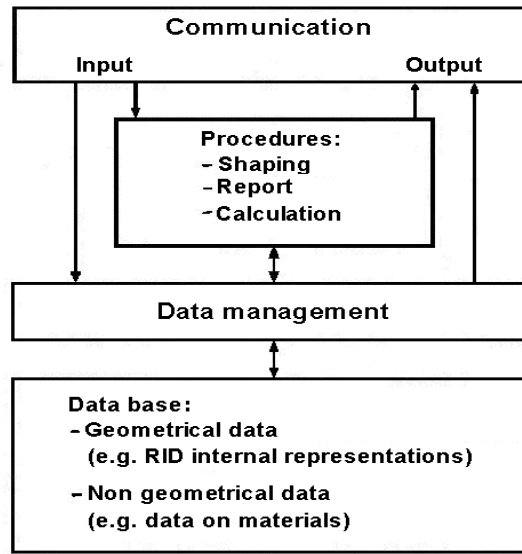 Communication
Input Output
Procedures:
- Shaping
- Report
- Calculation
Data management
Data base:
- Geometrical data
(e.g. RID internal representations)
- Non geometrical data
(e.g. data on materials)